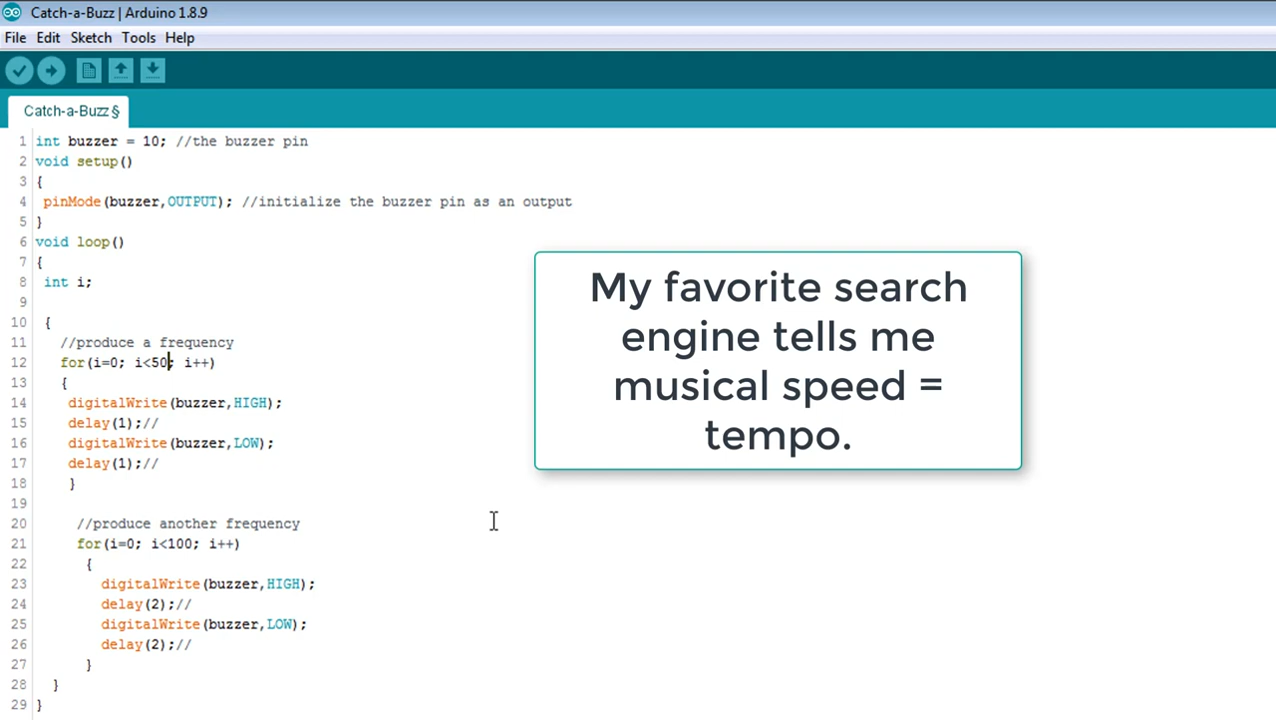 Catch-a-Buzz | Arduino 1.8.9
File Edit Sketch Tools Help
Catch-a-Buzz §
1 int buzzer = 10; //the buzzer pin
2 void setup()
3 {
4 pinMode(buzzer,OUTPUT); //initialize the buzzer pin as an output
5 }
6 void loop()
7 {
8 int i;
9
10 {
11 //produce a frequency
12 for(i=0; i<50; i++)
13 {
14 digitalWrite(buzzer,HIGH);
15 delay(1);//
16 digitalWrite(buzzer,LOW);
17 delay(1);//
18 }
19
20 //produce another frequency
21 for(i=0; i<100; i++)
22 {
23 digitalWrite(buzzer,HIGH);
24 delay(2);//
25 digitalWrite(buzzer,LOW);
26 delay(2);//
27 }
28 }
29 }
My favorite search
engine tells me
musical speed =
tempo.